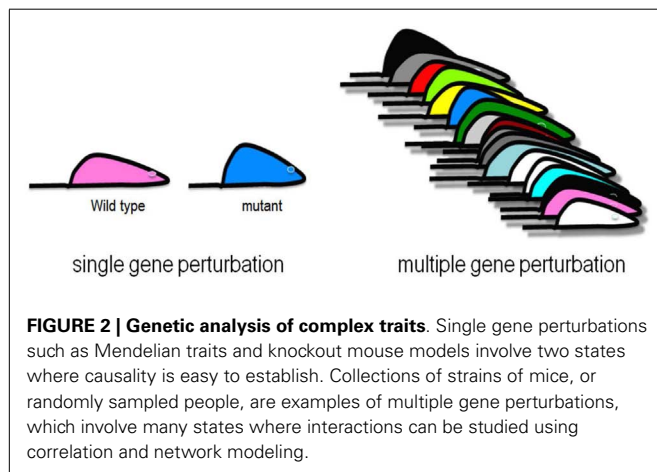 Wild type
mutant
single gene perturbation
multiple gene perturbation
FIGURE 2 | Genetic analysis of complex traits. Single gene perturbations
such as Mendelian traits and knockout mouse models involve two states
where causality is easy to establish. Collections of strains of mice, or
randomly sampled people, are examples of multiple gene perturbations,
which involve many states where interactions can be studied using
correlation and network modeling.